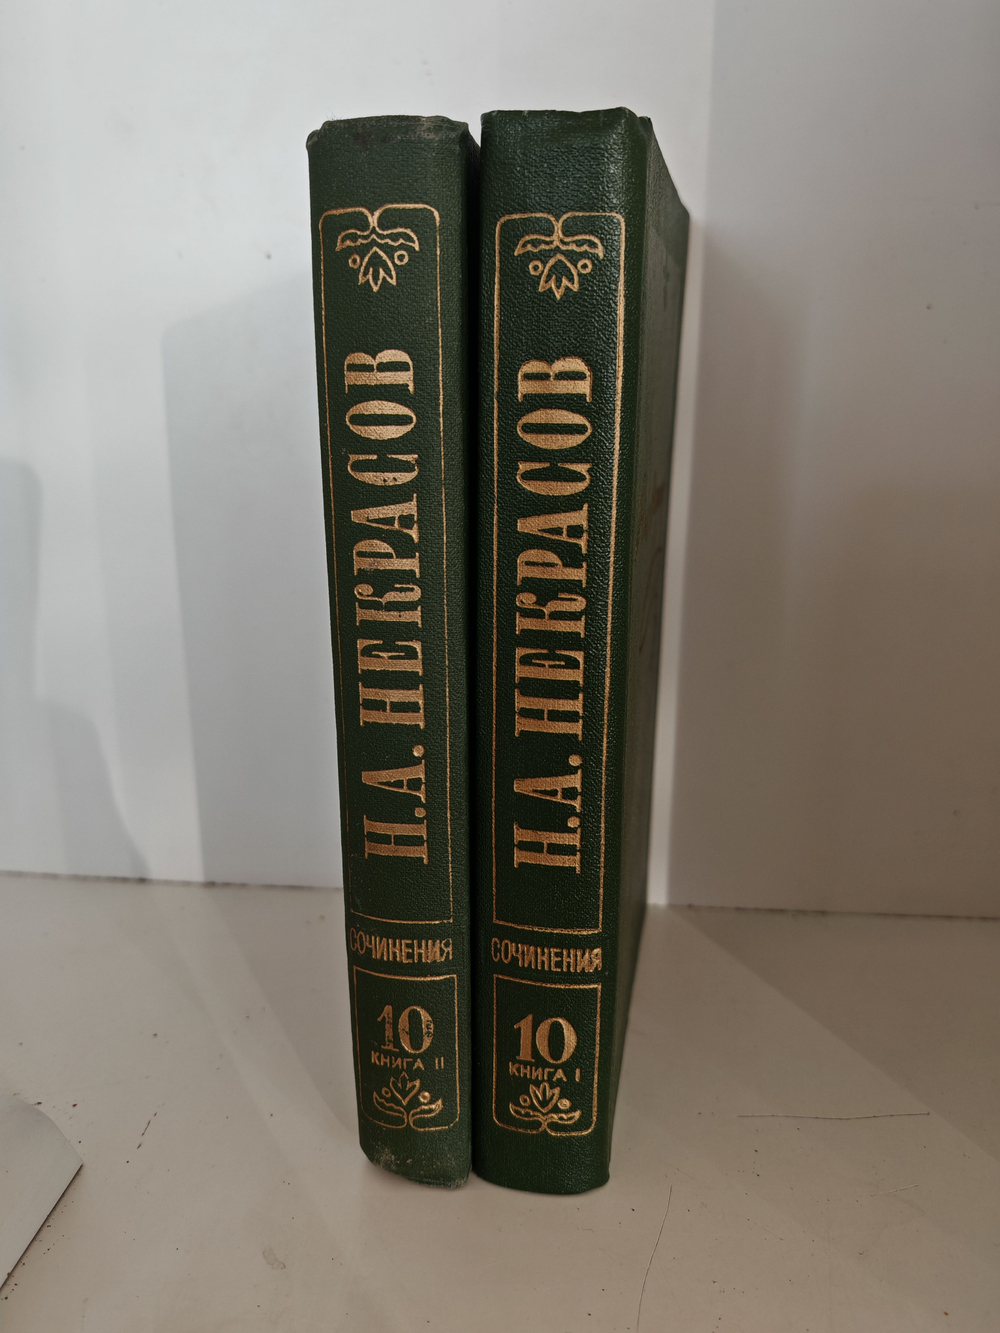 Н.А. НЕКРАСОВ
СОЧИНЕНИЯ
10
КНИГА II
Н.А. НЕКРАСОВ
СОЧИНЕНИЯ
10
КНИГА I